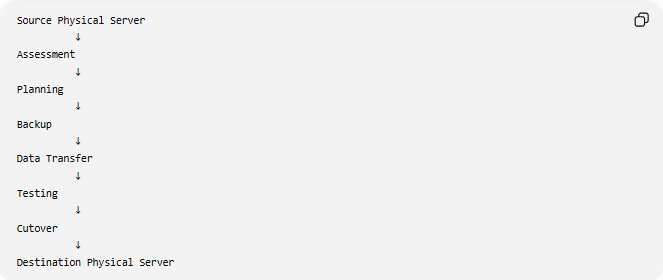 Source Physical Server
↓
Assessment
↓
Planning
↓
Backup
↓
Data Transfer
↓
Testing
↓
Cutover
↓
Destination Physical Server